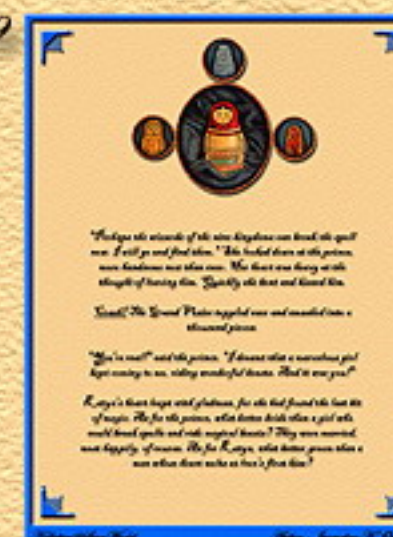 "Perhaps the wizards of the nine kingdoms can break the spell
now. I will go and find them." She looked down at the prince,
more handsome now than ever. Her heart was heavy at the
thought of leaving him. Quickly she bent and kissed him.
Crash! The Grand Vizier toppled over and smashed into a
thousand pieces.
"You're real!" said the prince. "I dreamt that a marvelous girl
kept coming to me, riding wonderful beasts. And it was you!"
Katya's heart leapt with gladness, for she had found the last bit
of magic. As for the prince, what better bride than a girl who
could break spells and ride magical beasts? They were married,
most happily, of course. As for Katya, what better groom than a
man whose heart woke at love's first kiss?